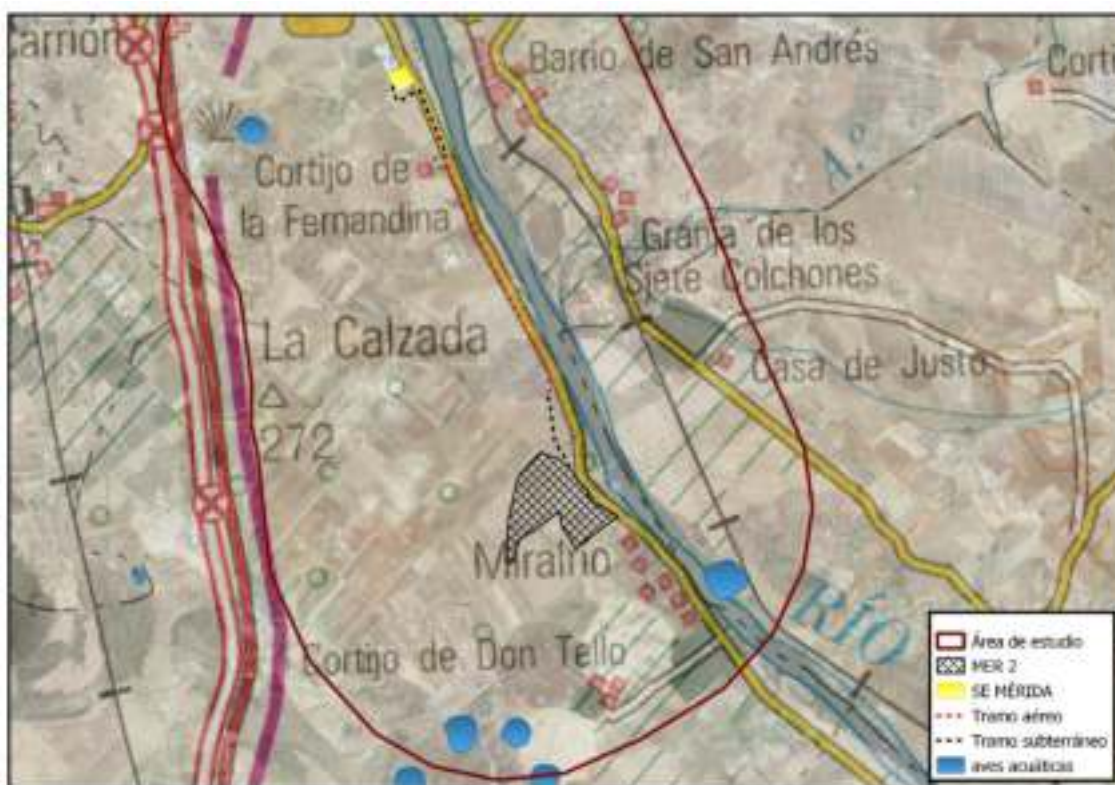 Carrión
Barrio de San Andrés
Cortijo de
la Fernandina
A.º
Granja de los
Siete Colchones
La Calzada
272
Casa de Justo
Miralrío
Cortijo de Don Tello
RÍO
Área de estudio
MER 2
SE MÉRIDA
Tramo aéreo
Tramo subterráneo
aves acuáticas